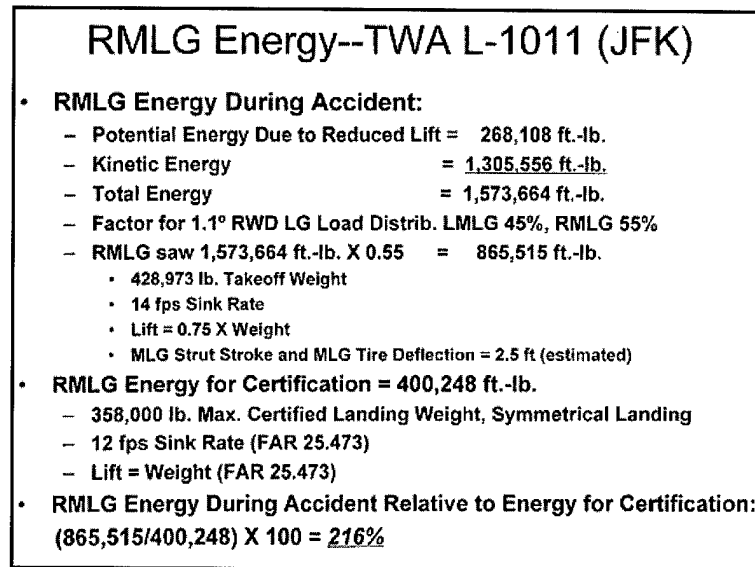 RMLG Energy--TWA L-1011 (JFK)
• RMLG Energy During Accident:
– Potential Energy Due to Reduced Lift = 268,108 ft.-lb.
– Kinetic Energy = 1,305,556 ft.-lb.
– Total Energy = 1,573,664 ft.-lb.
– Factor for 1.1º RWD LG Load Distrib. LMLG 45%, RMLG 55%
– RMLG saw 1,573,664 ft.-lb. X 0.55 = 865,515 ft.-lb.
• 428,973 lb. Takeoff Weight
• 14 fps Sink Rate
• Lift = 0.75 X Weight
• MLG Strut Stroke and MLG Tire Deflection = 2.5 ft (estimated)
• RMLG Energy for Certification = 400,248 ft.-lb.
– 358,000 lb. Max. Certified Landing Weight, Symmetrical Landing
– 12 fps Sink Rate (FAR 25.473)
– Lift = Weight (FAR 25.473)
• RMLG Energy During Accident Relative to Energy for Certification:
(865,515/400,248) X 100 = 216%